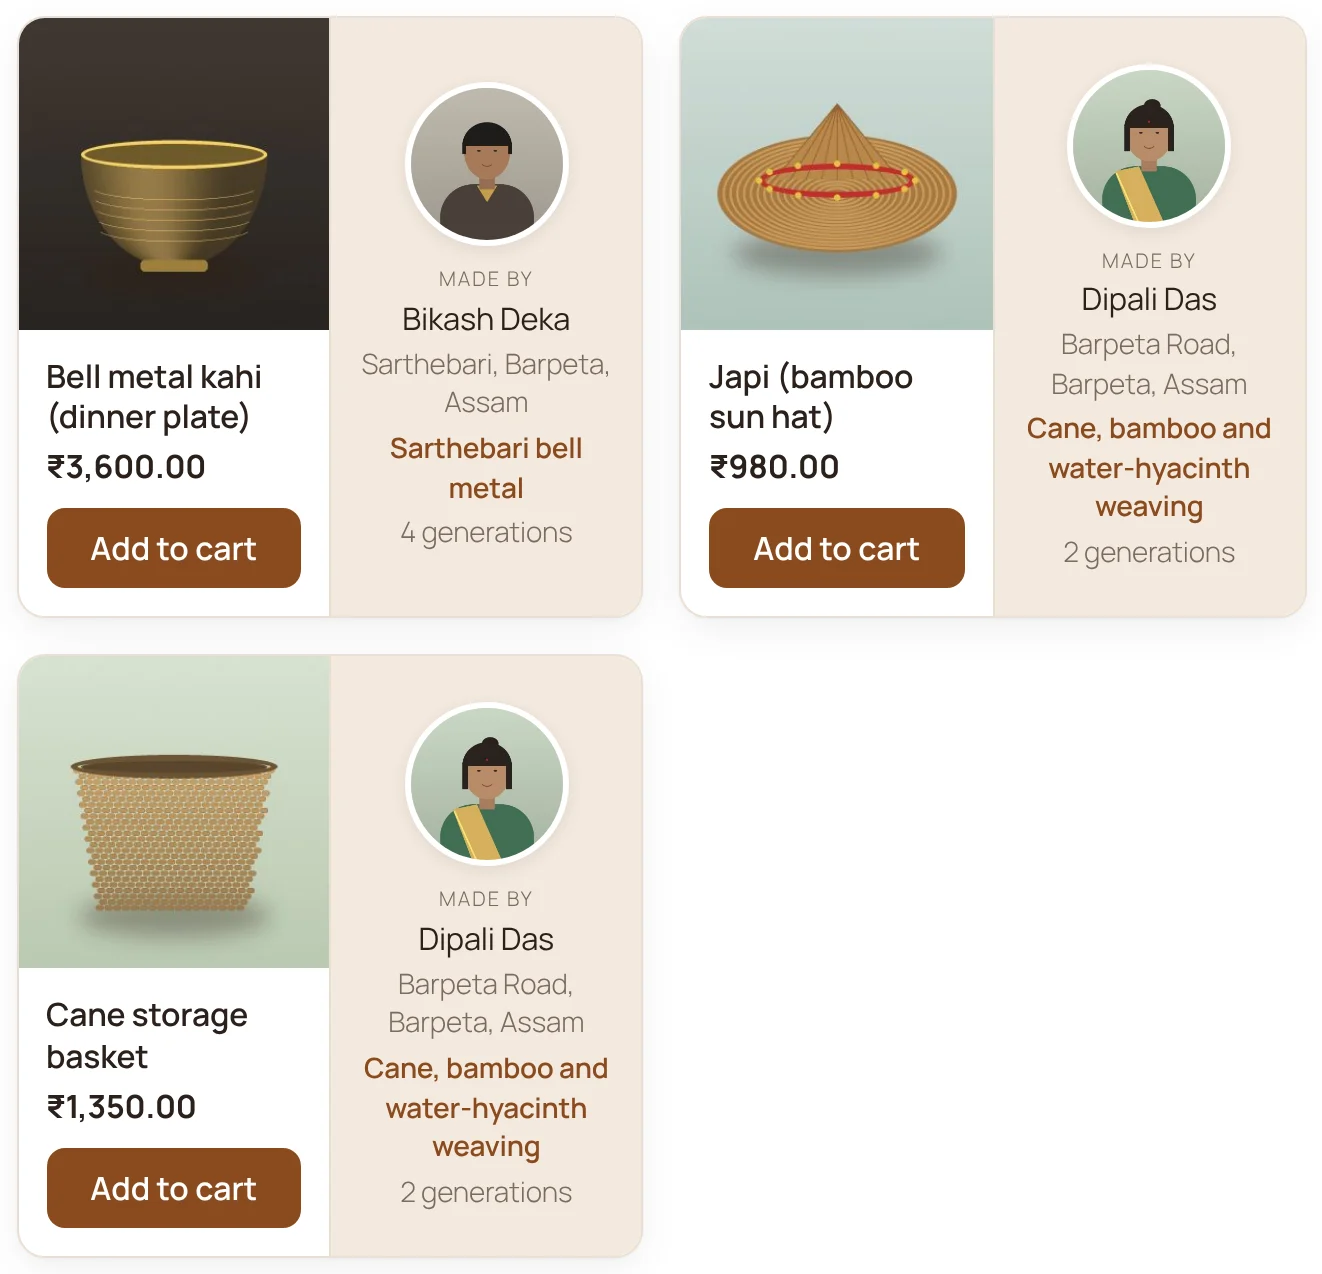 Bell metal kahi
(dinner plate)
₹3,600.00
Add to cart
MADE BY
Bikash Deka
Sarthebari, Barpeta,
Assam
Sarthebari bell
metal
4 generations
Japi (bamboo
sun hat)
₹980.00
Add to cart
MADE BY
Dipali Das
Barpeta Road,
Barpeta, Assam
Cane, bamboo and
water-hyacinth
weaving
2 generations
Cane storage
basket
₹1,350.00
Add to cart
MADE BY
Dipali Das
Barpeta Road,
Barpeta, Assam
Cane, bamboo and
water-hyacinth
weaving
2 generations